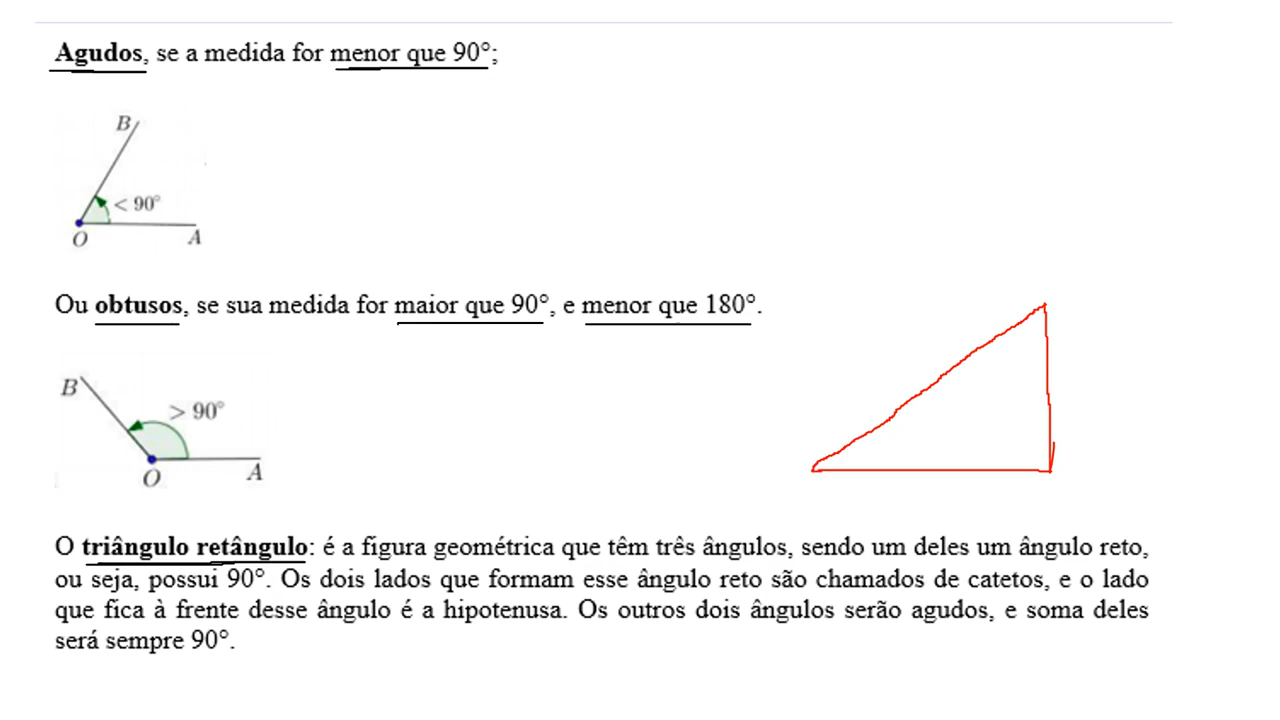 Agudos, se a medida for menor que 90°;
B
< 90°
O
A
Ou obtusos, se sua medida for maior que 90°, e menor que 180°.
B
> 90°
O
A
O triângulo retângulo: é a figura geométrica que têm três ângulos, sendo um deles um ângulo reto,
ou seja, possui 90°. Os dois lados que formam esse ângulo reto são chamados de catetos, e o lado
que fica à frente desse ângulo é a hipotenusa. Os outros dois ângulos serão agudos, e soma deles
será sempre 90°.